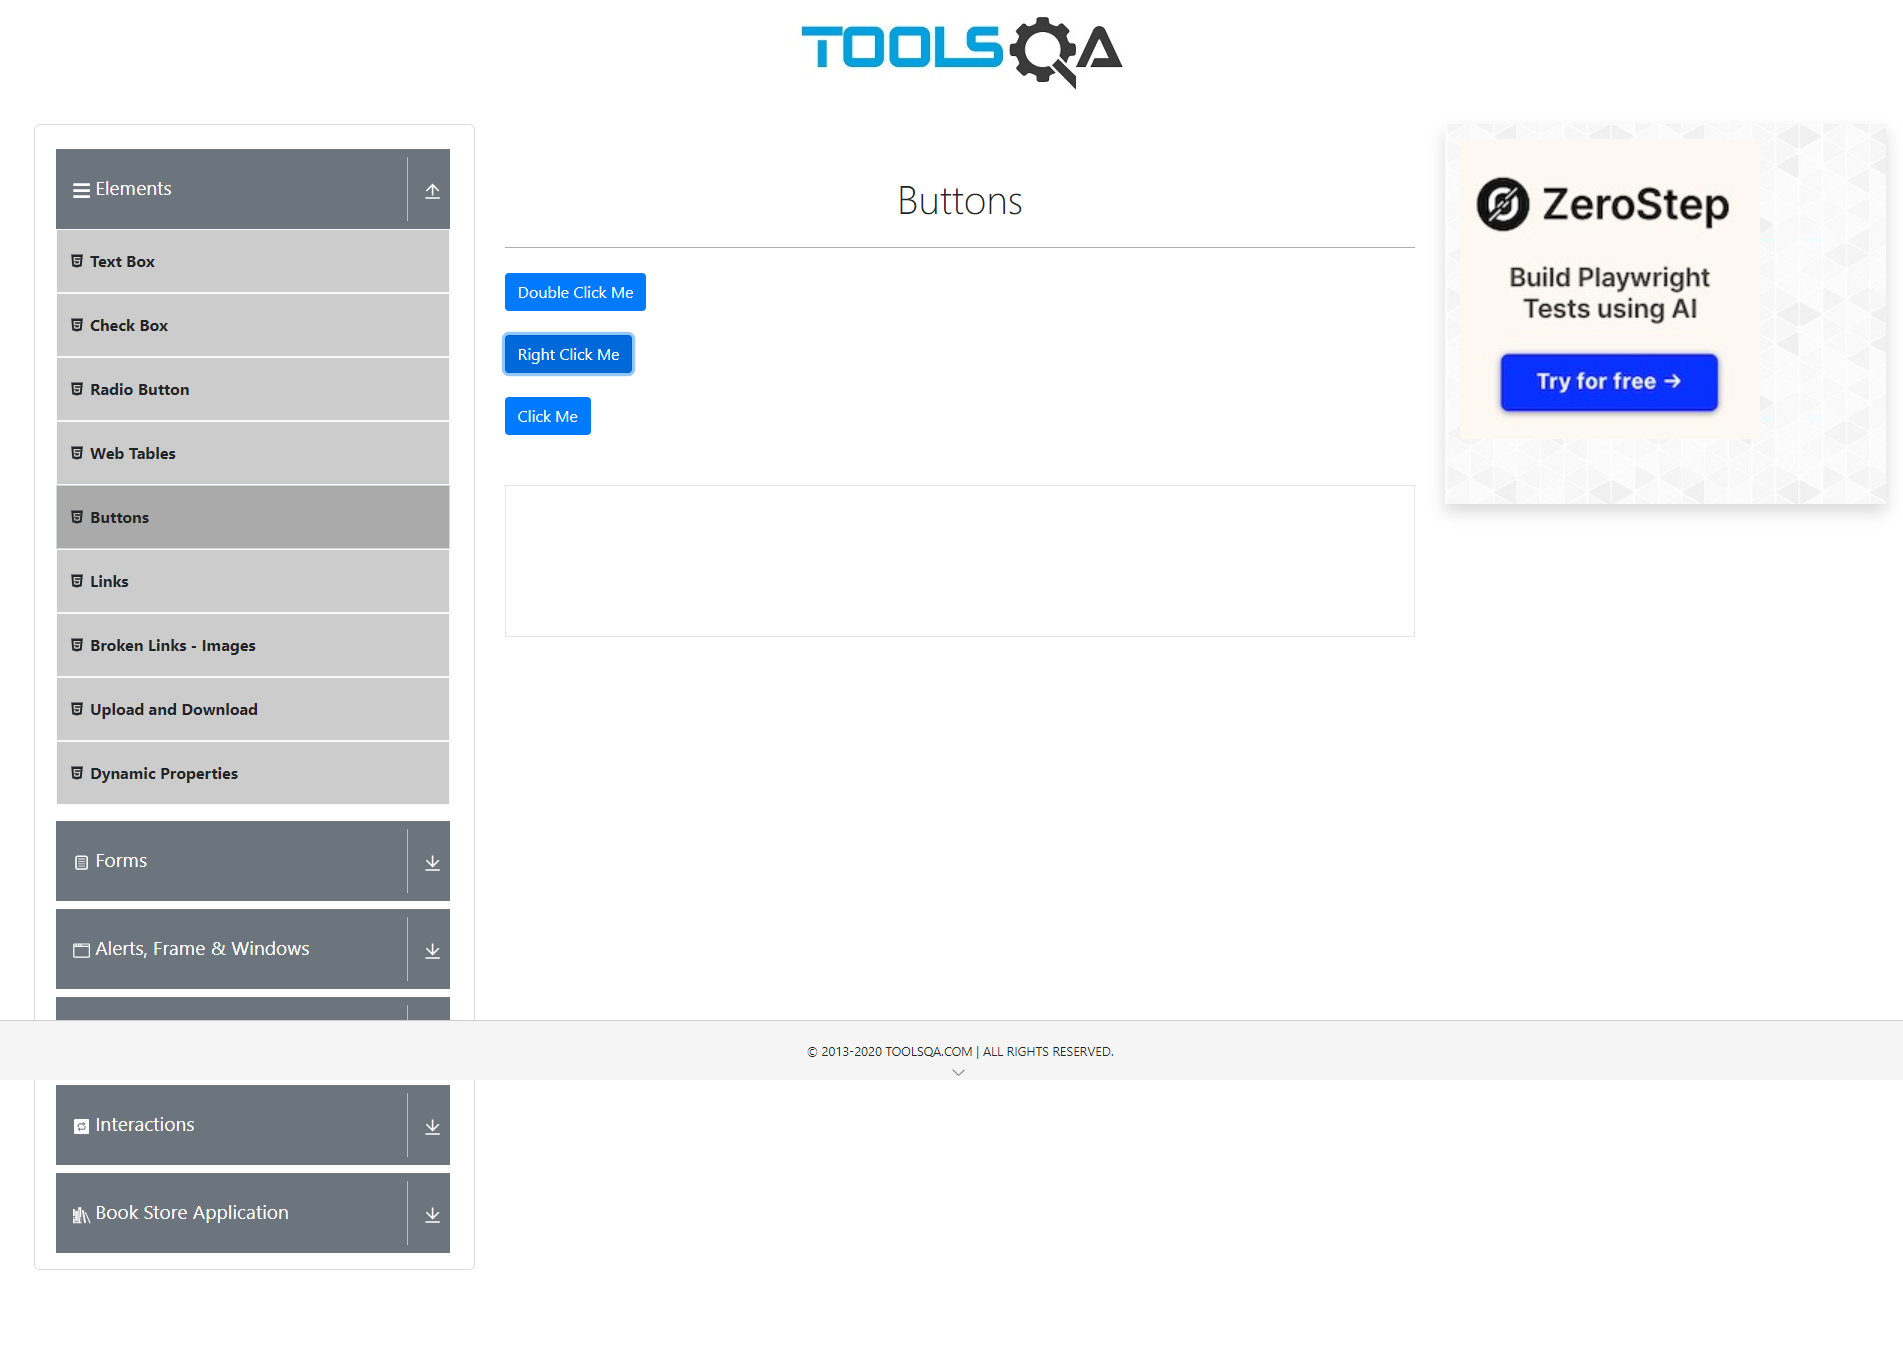 TOOLSQA
Elements
Text Box
Check Box
Radio Button
Web Tables
Buttons
Links
Broken Links - Images
Upload and Download
Dynamic Properties
Forms
Alerts, Frame & Windows
Interactions
Book Store Application
Buttons
Double Click Me
Right Click Me
Click Me
ZeroStep
Build Playwright
Tests using AI
Try for free →
© 2013-2020 TOOLSQA.COM | ALL RIGHTS RESERVED.